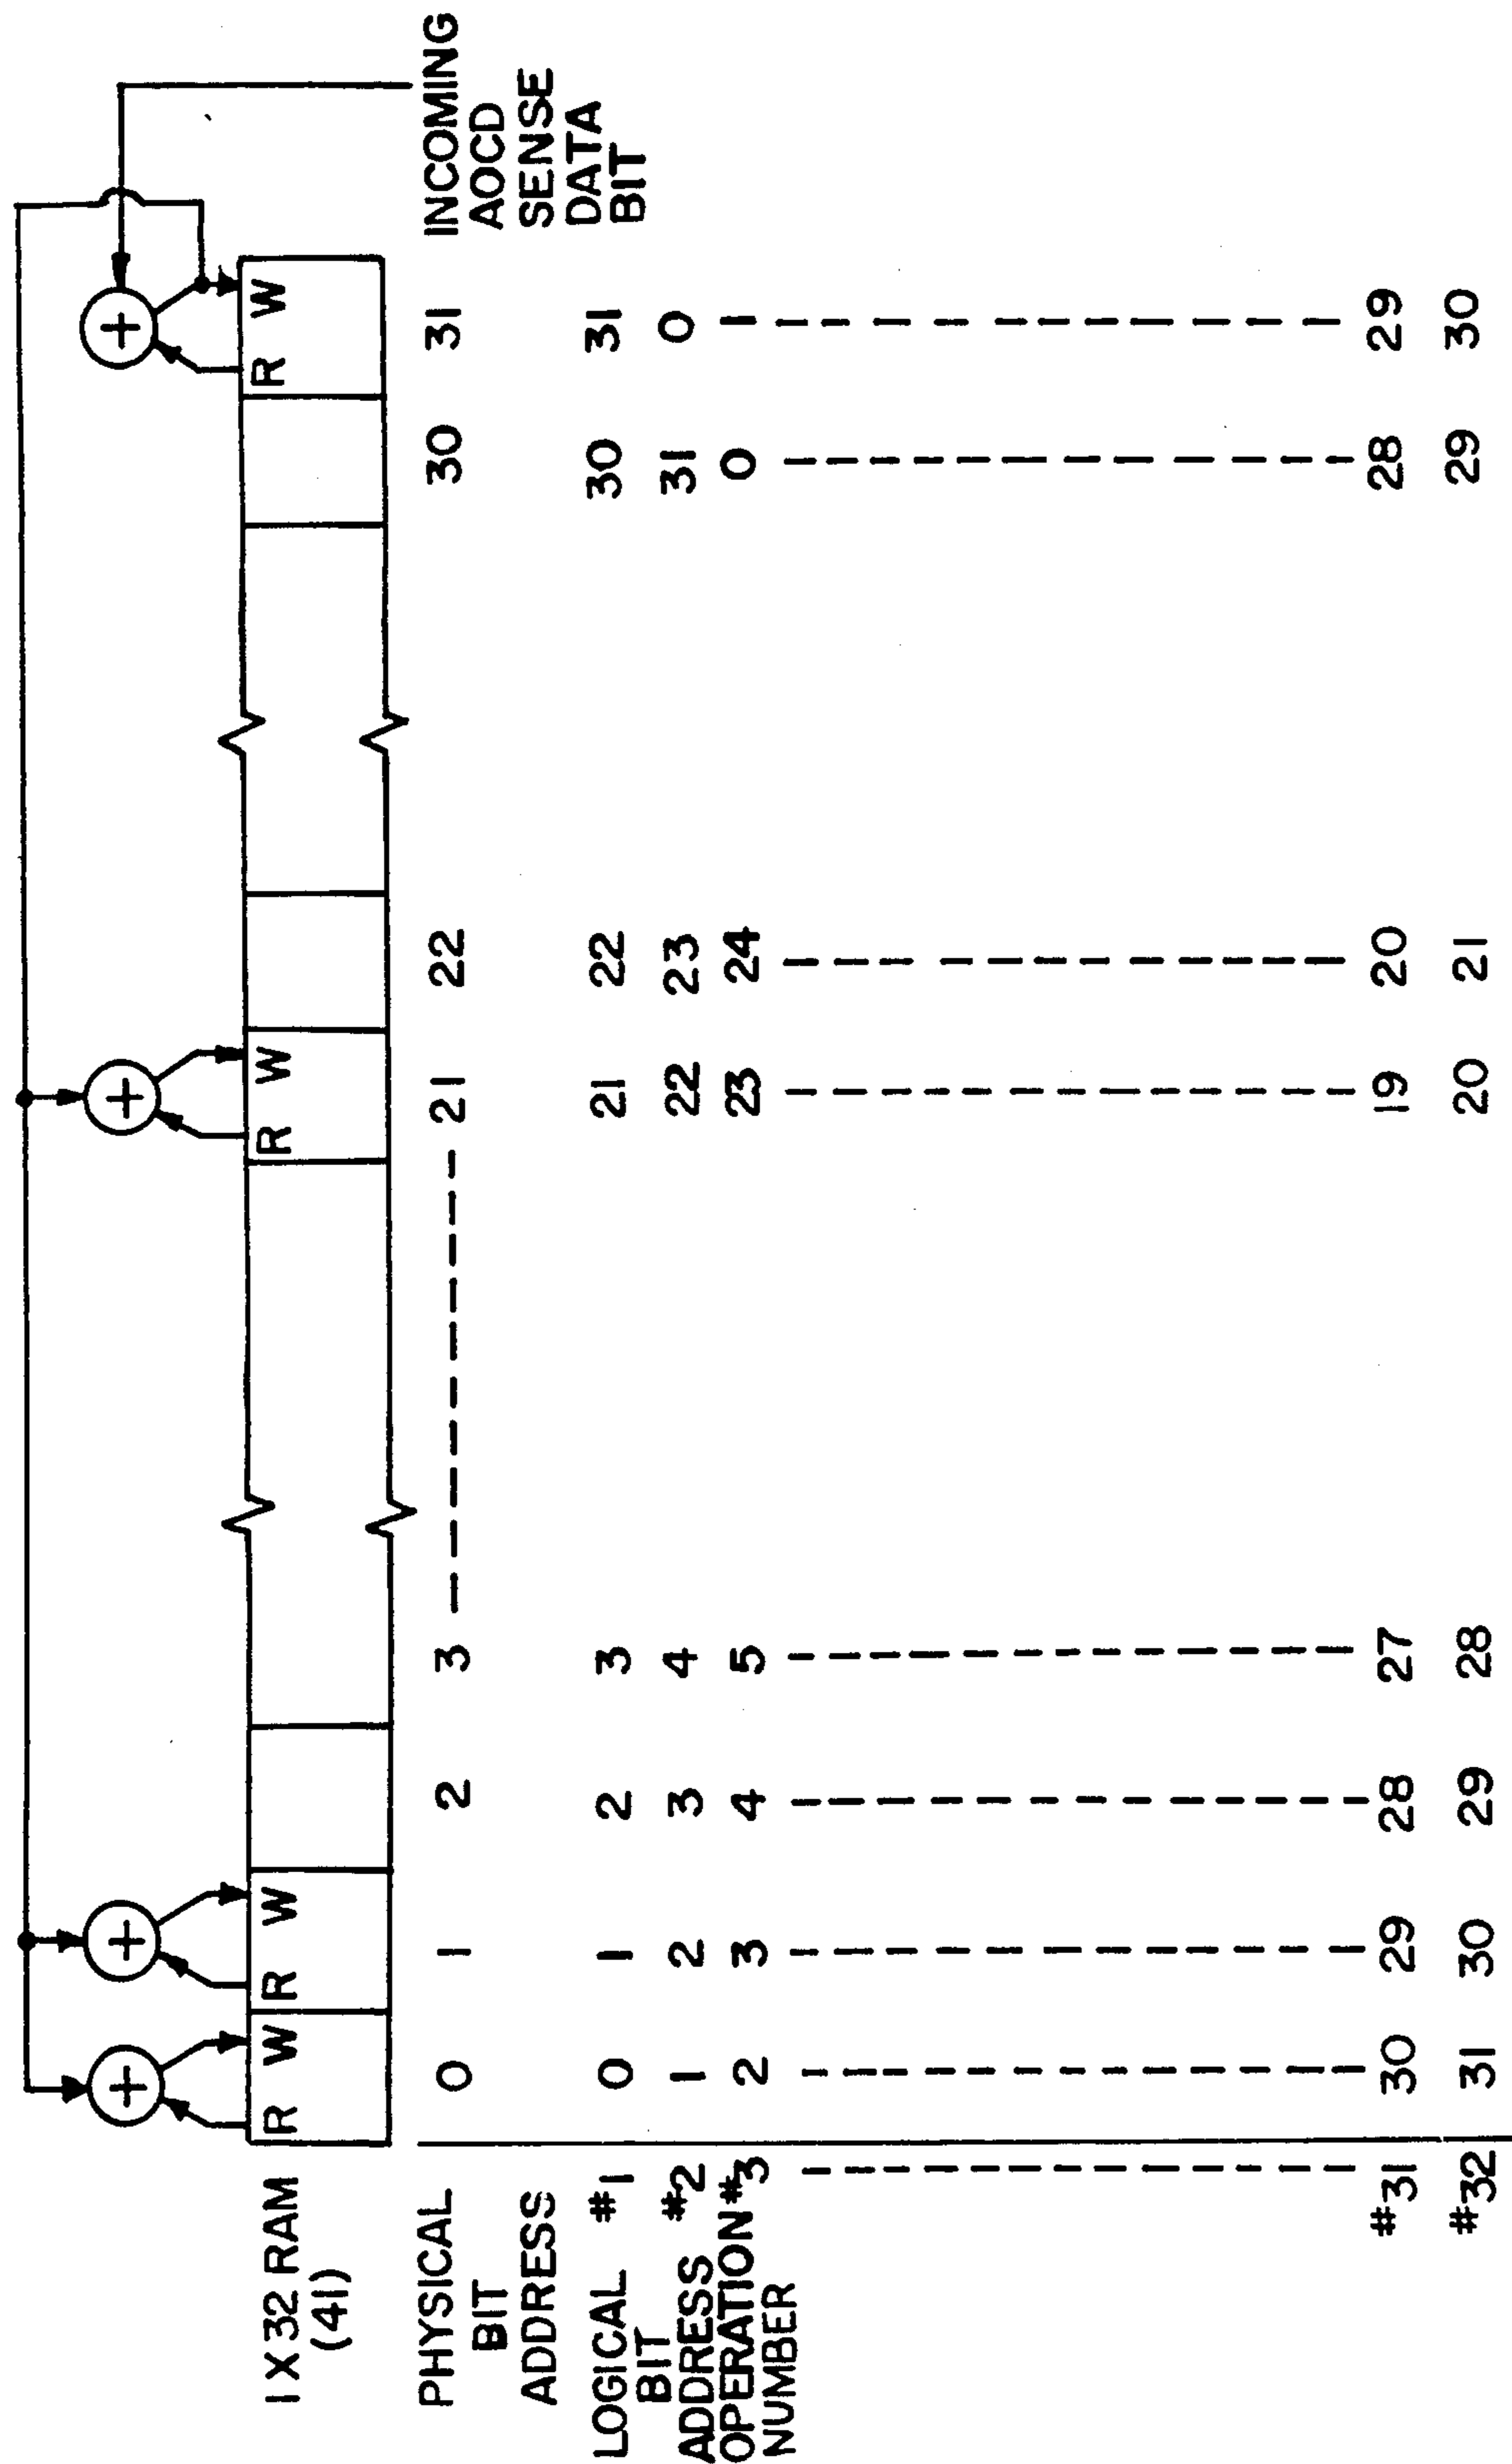 + + + +
1 X 32 RAM R W R W R W R W
(41)
PHYSICAL 0 1 2 3 21 22 30 31 INCOMING
BIT AOCD
ADDRESS SENSE
DATA
BIT
LOGICAL #1 0 1 2 3 21 22 30 31
BIT
ADDRESS #2 1 2 3 4 22 23 31 0
OPERATION #3 2 3 4 5 23 24 0 1
NUMBER
#31 30 29 28 27 19 20 28 29
#32 31 30 29 28 20 21 29 30